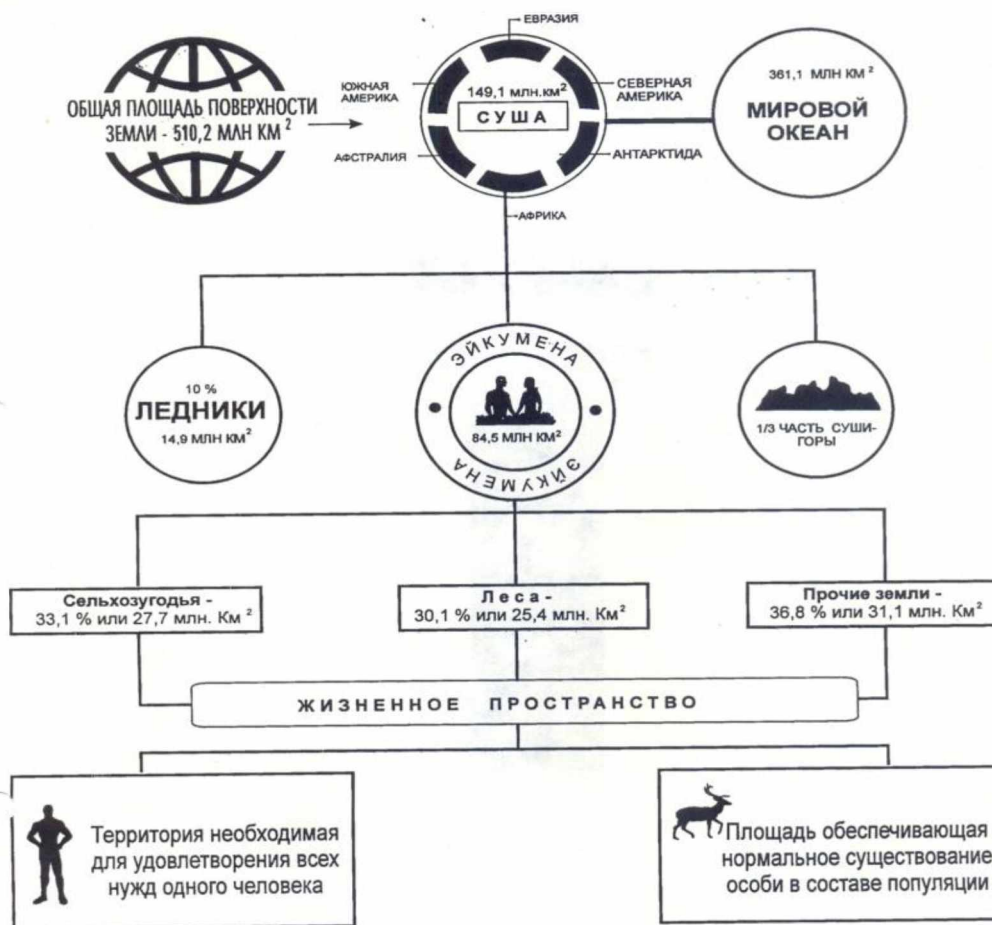 ОБЩАЯ ПЛОЩАДЬ ПОВЕРХНОСТИ
ЗЕМЛИ - 510,2 МЛН КМ²
ЕВРАЗИЯ
ЮЖНАЯ
АМЕРИКА
149,1 млн.км²
СУША
СЕВЕРНАЯ
АМЕРИКА
АФСТРАЛИЯ
АНТАРКТИДА
АФРИКА
361,1 МЛН КМ²
МИРОВОЙ
ОКЕАН
10 %
ЛЕДНИКИ
14,9 МЛН КМ²
ЭЙКУМЕНА
84,5 МЛН КМ²
ЭЙКУМЕНА
1/3 ЧАСТЬ СУШИ-
ГОРЫ
Сельхозугодья -
33,1 % или 27,7 млн. Км²
Леса -
30,1 % или 25,4 млн. Км²
Прочие земли -
36,8 % или 31,1 млн. Км²
ЖИЗНЕННОЕ ПРОСТРАНСТВО
Территория необходимая
для удовлетворения всех
нужд одного человека
Площадь обеспечивающая
нормальное существование
особи в составе популяции